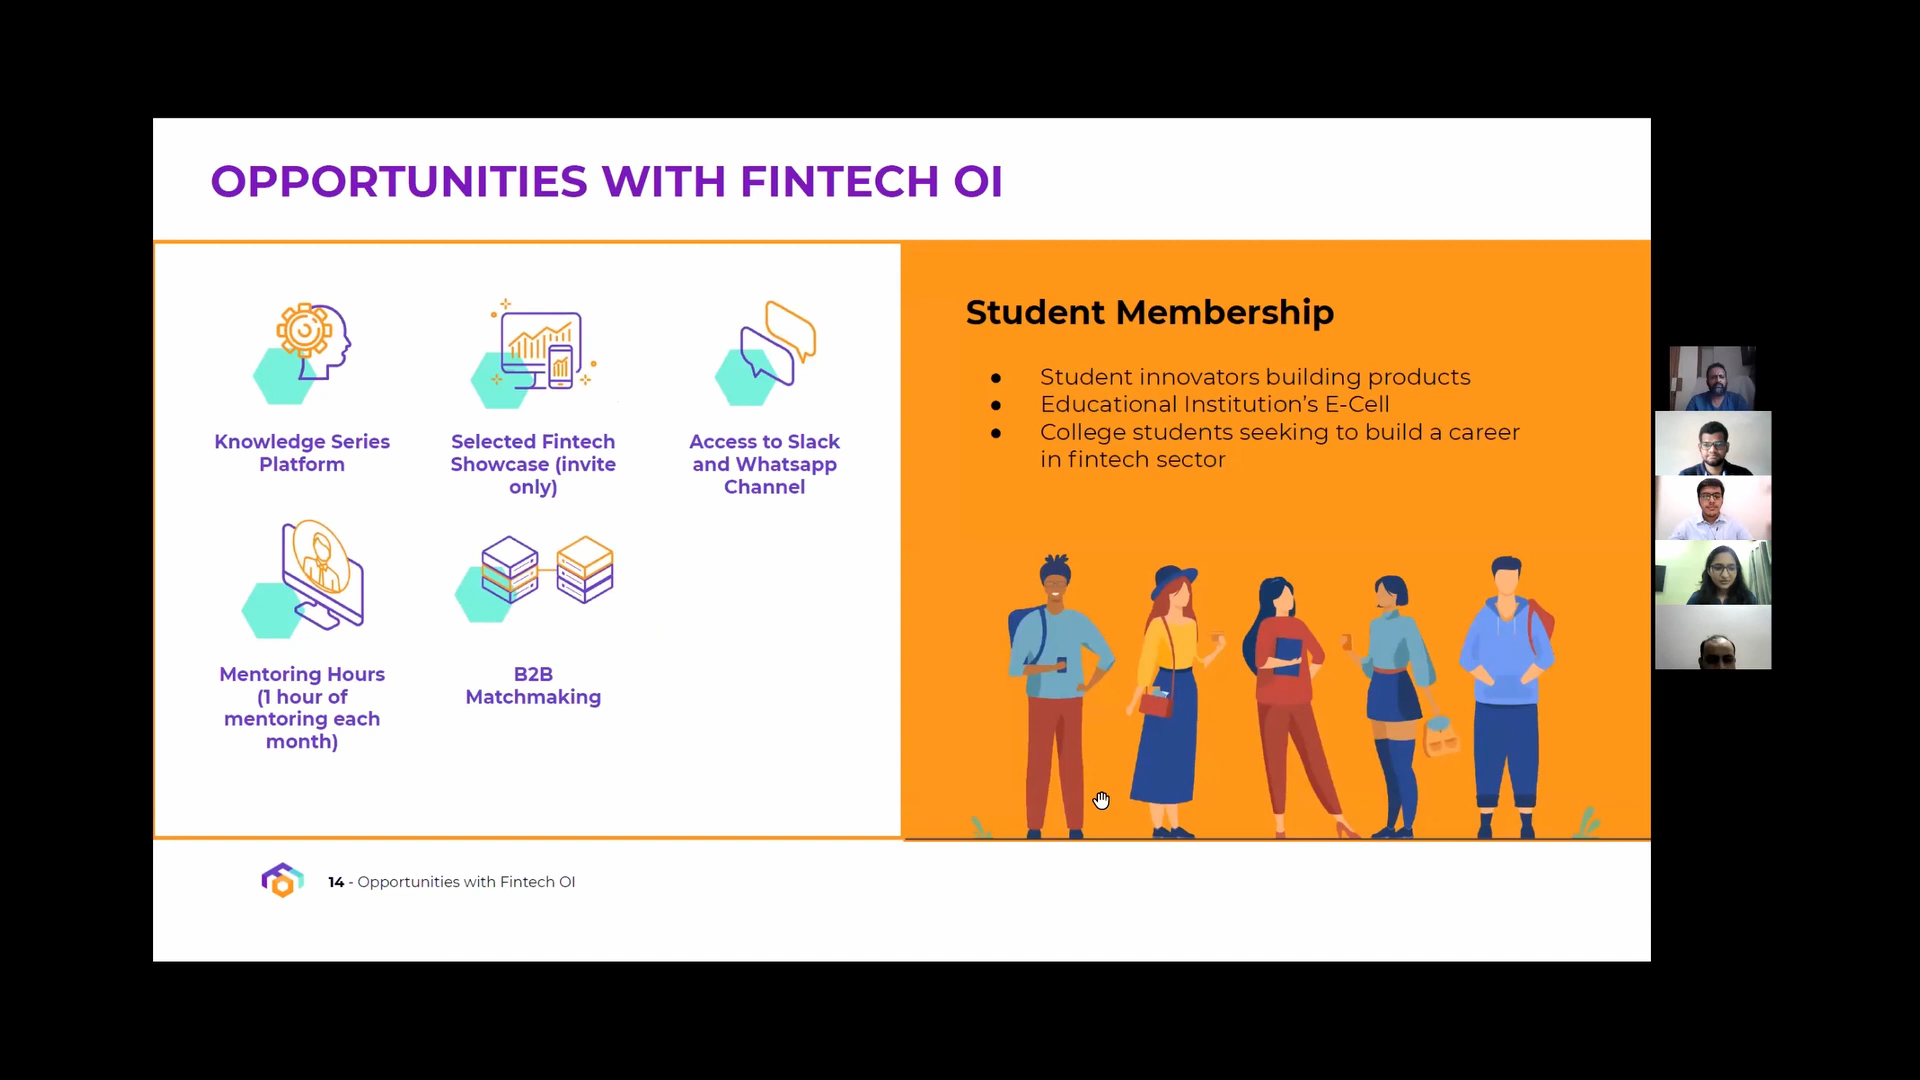 OPPORTUNITIES WITH FINTECH OI
Knowledge Series
Platform
Selected Fintech
Showcase (invite
only)
Access to Slack
and Whatsapp
Channel
Mentoring Hours
(1 hour of
mentoring each
month)
B2B
Matchmaking
Student Membership
● Student innovators building products
● Educational Institution’s E-Cell
● College students seeking to build a career
in fintech sector
14 - Opportunities with Fintech OI